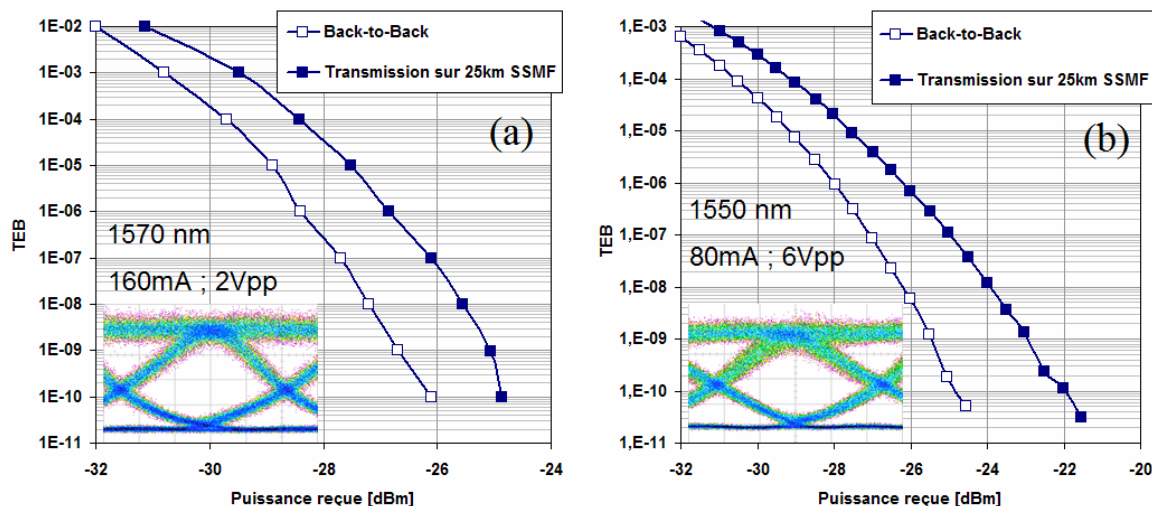 1E-02
1E-03
1E-04
1E-05
1E-06
1E-07
1E-08
1E-09
1E-10
1E-11
TEB
Back-to-Back
Transmission sur 25km SSMF
(a)
1570 nm
160mA ; 2Vpp
-32 -30 -28 -26 -24
Puissance reçue [dBm]
1,E-03
1,E-04
1,E-05
1,E-06
1,E-07
1,E-08
1,E-09
1,E-10
1,E-11
TEB
Back-to-Back
Transmission sur 25km SSMF
(b)
1550 nm
80mA ; 6Vpp
-32 -30 -28 -26 -24 -22 -20
Puissance reçue [dBm]